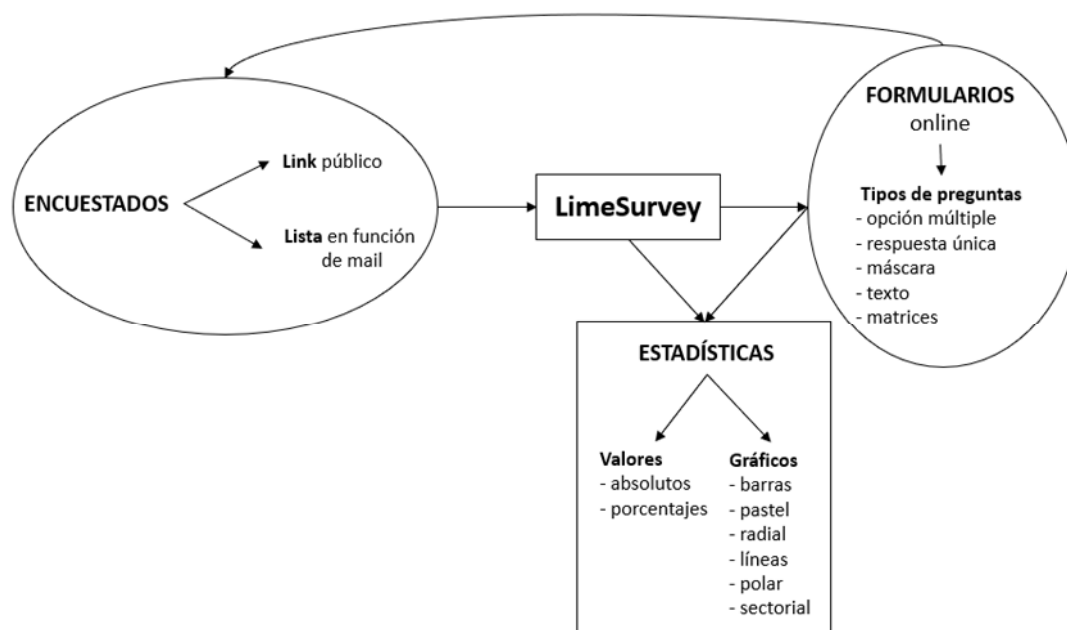 ENCUESTADOS
Link público
Lista en función
de mail
LimeSurvey
FORMULARIOS
online
Tipos de preguntas
- opción múltiple
- respuesta única
- máscara
- texto
- matrices
ESTADÍSTICAS
Valores
- absolutos
- porcentajes
Gráficos
- barras
- pastel
- radial
- líneas
- polar
- sectorial